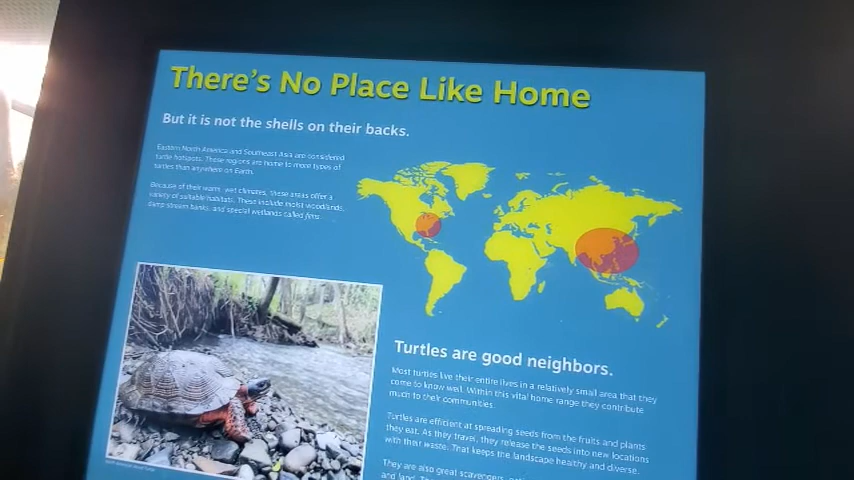 There's No Place Like Home
But it is not the shells on their backs.
Eastern North America and Southeast Asia are considered
turtle hotspots. These regions are home to more types of
turtles than anywhere on Earth.
Because of their warm, wet climates, these areas offer a
variety of suitable habitats. These include moist woodlands,
damp stream banks, and special wetlands called fens.
Turtles are good neighbors.
Most turtles live their entire lives in a relatively small area that they
come to know well. Within this vital home range they contribute
much to their communities.
Turtles are efficient at spreading seeds from the fruits and plants
they eat. As they travel, they release the seeds into new locations
with their waste. That keeps the landscape healthy and diverse.
They are also great scavengers,
and land.